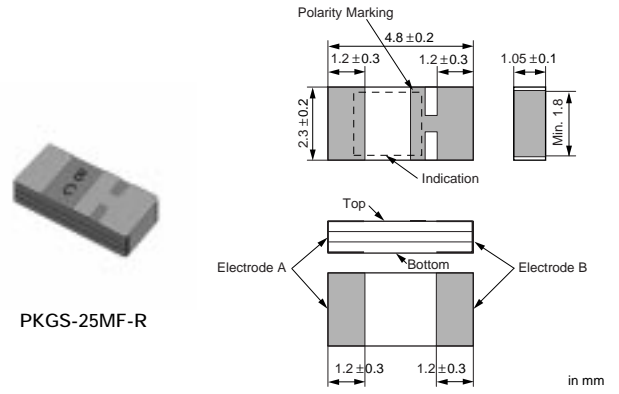 Polarity Marking
4.8±0.2
1.2±0.3
1.2±0.3
1.05±0.1
2.3±0.2
Min. 1.8
Indication
Top
Electrode A
Bottom
Electrode B
PKGS-25MF-R
1.2±0.3
1.2±0.3
in mm